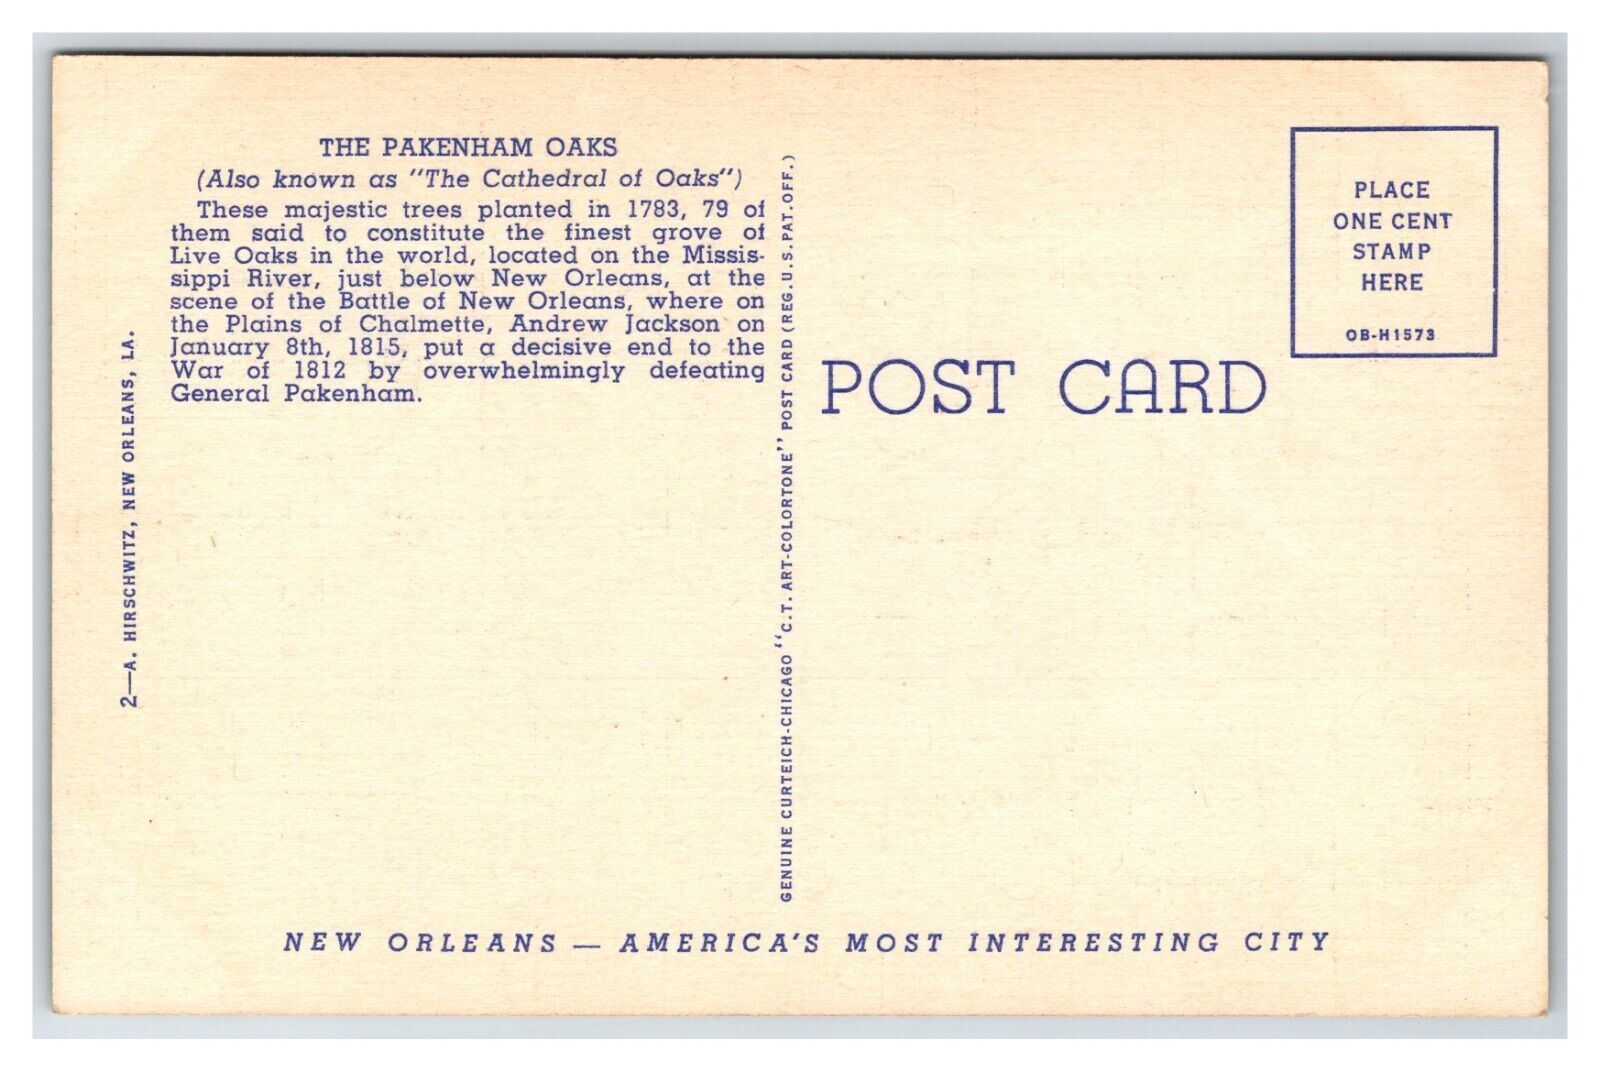 THE PAKENHAM OAKS
(Also known as "The Cathedral of Oaks")
These majestic trees planted in 1783, 79 of
them said to constitute the finest grove of
Live Oaks in the world, located on the Missis-
sippi River, just below New Orleans, at the
scene of the Battle of New Orleans, where on
the Plains of Chalmette, Andrew Jackson on
January 8th, 1815, put a decisive end to the
War of 1812 by overwhelmingly defeating
General Pakenham.
2—A. HIRSCHWITZ, NEW ORLEANS, LA.
GENUINE CURTEICH-CHICAGO "C.T. ART-COLORTONE" POST CARD (REG. U.S. PAT. OFF.)
POST CARD
PLACE
ONE CENT
STAMP
HERE
OB-H1573
NEW ORLEANS — AMERICA'S MOST INTERESTING CITY